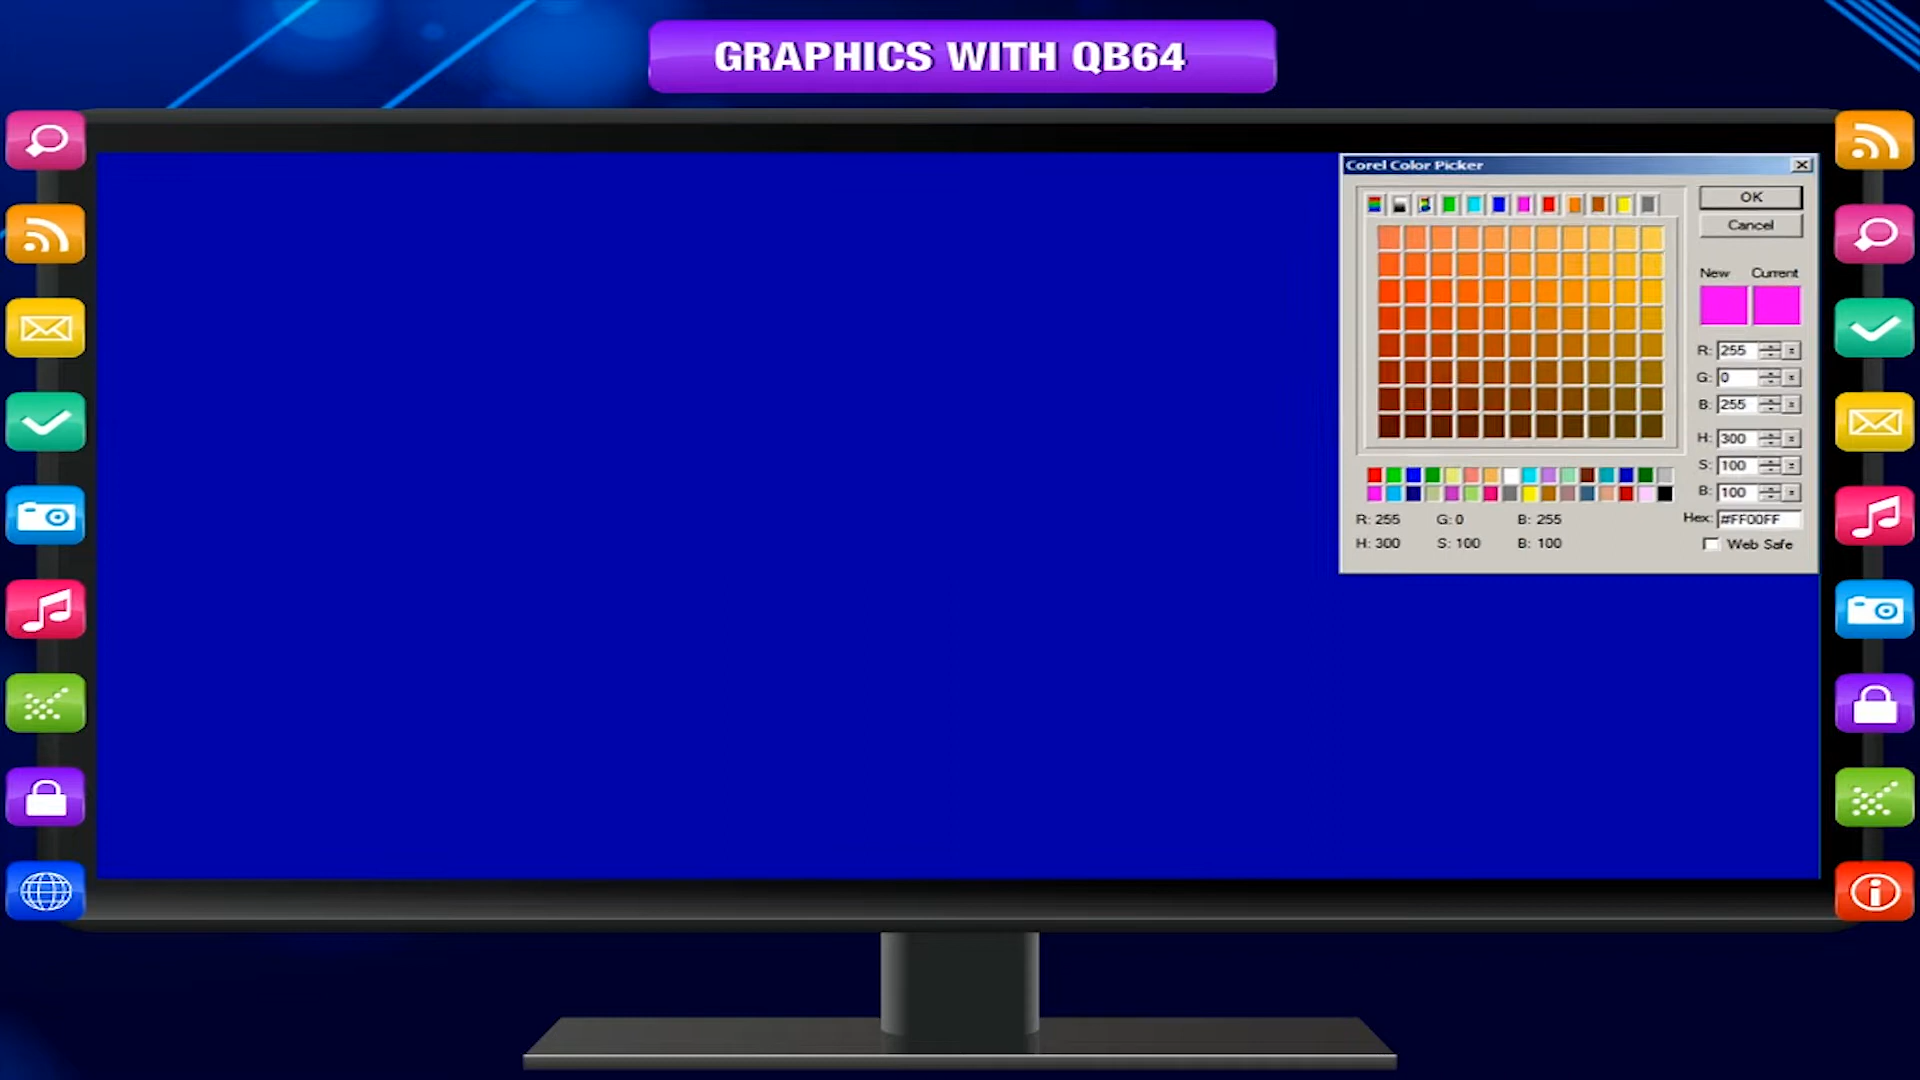 GRAPHICS WITH QB64
Corel Color Picker
OK
Cancel
New Current
R: 255
G: 0
B: 255
H: 300
S: 100
B: 100
Hex: #FF00FF
Web Safe
R: 255 G: 0 B: 255
H: 300 S: 100 B: 100